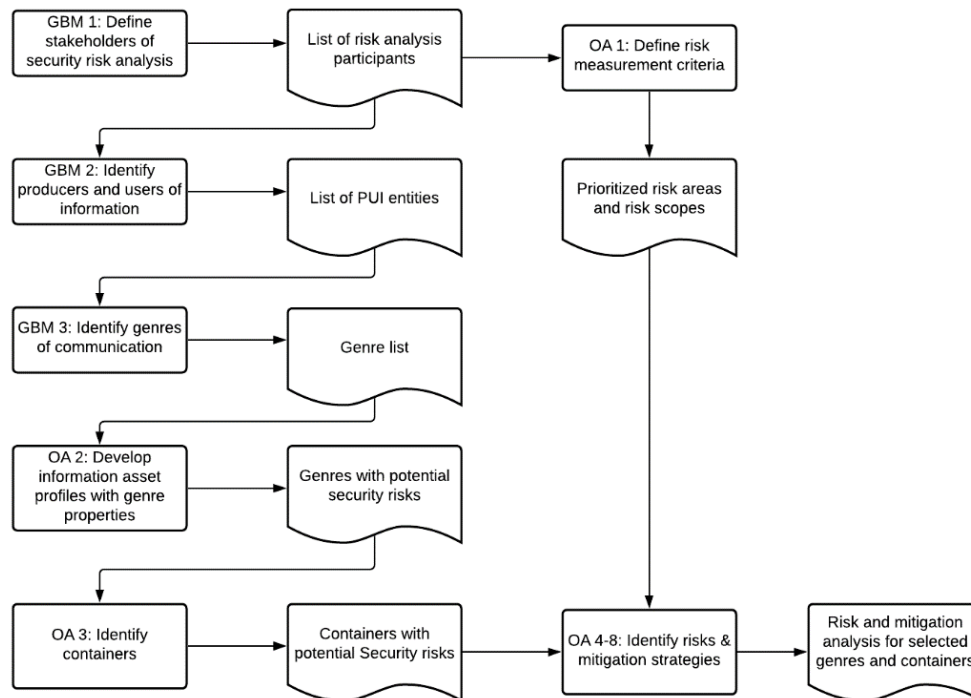 GBM 1: Define
stakeholders of
security risk analysis
List of risk analysis
participants
OA 1: Define risk
measurement criteria
GBM 2: Identify
producers and users of
information
List of PUI entities
Prioritized risk areas
and risk scopes
GBM 3: Identify genres
of communication
Genre list
OA 2: Develop
information asset
profiles with genre
properties
Genres with potential
security risks
OA 3: Identify
containers
Containers with
potential Security risks
OA 4-8: Identify risks &
mitigation strategies
Risk and mitigation
analysis for selected
genres and containers